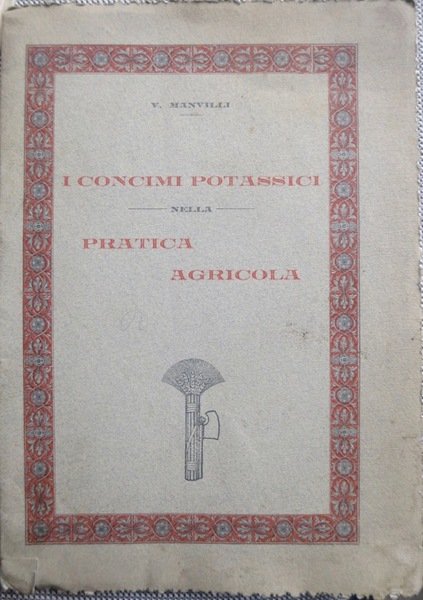 V. MANVILLI
I CONCIMI POTASSICI
NELLA
PRATICA
AGRICOLA